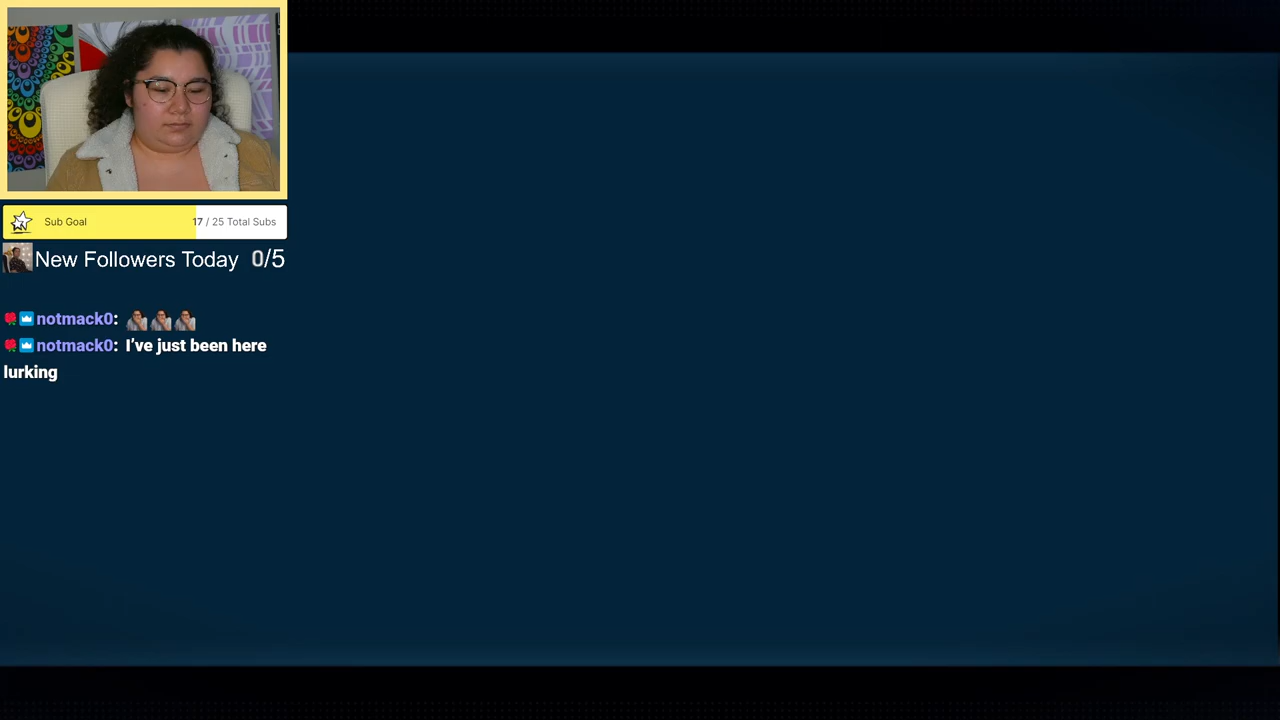 Sub Goal 17 / 25 Total Subs
New Followers Today 0/5
notmack0:
notmack0: I’ve just been here
lurking